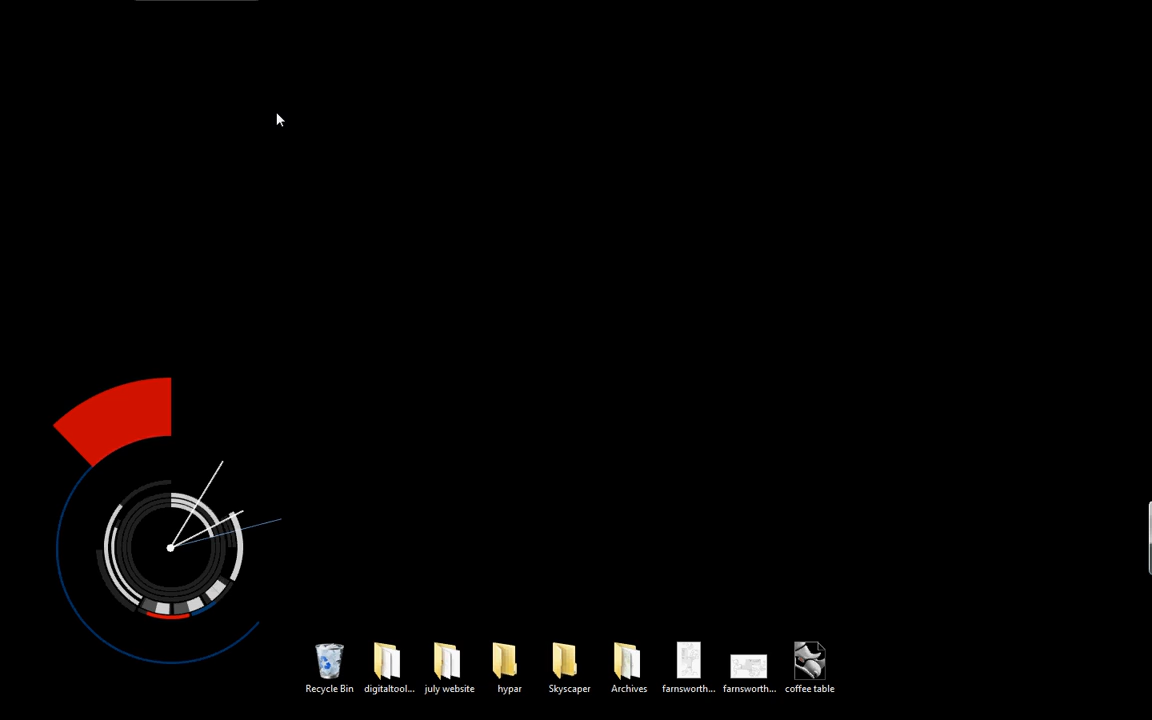 Recycle Bin
digitaltool...
july website
hypar
Skyscaper
Archives
farnsworth...
farnsworth...
coffee table